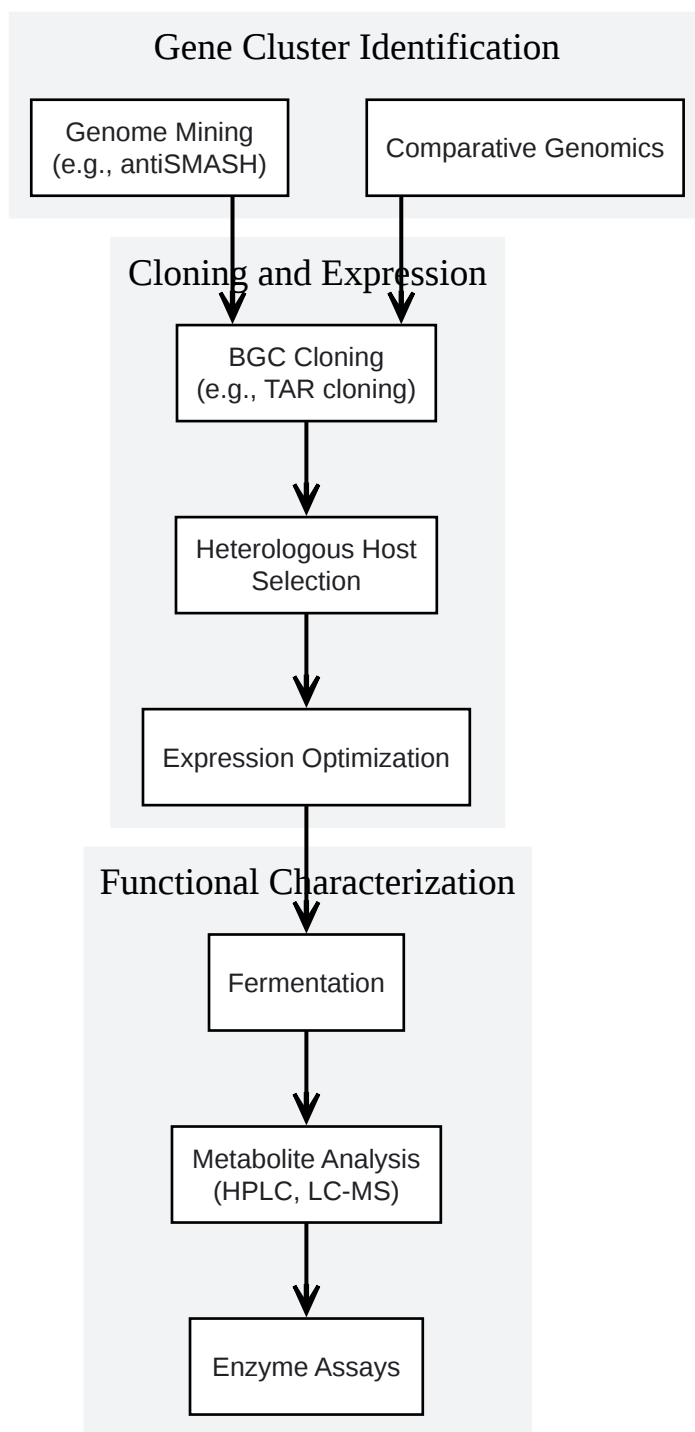 Gene Cluster Identification
Genome Mining
(e.g., antiSMASH)
Comparative Genomics
Cloning and Expression
BGC Cloning
(e.g., TAR cloning)
Heterologous Host
Selection
Expression Optimization
Functional Characterization
Fermentation
Metabolite Analysis
(HPLC, LC-MS)
Enzyme Assays